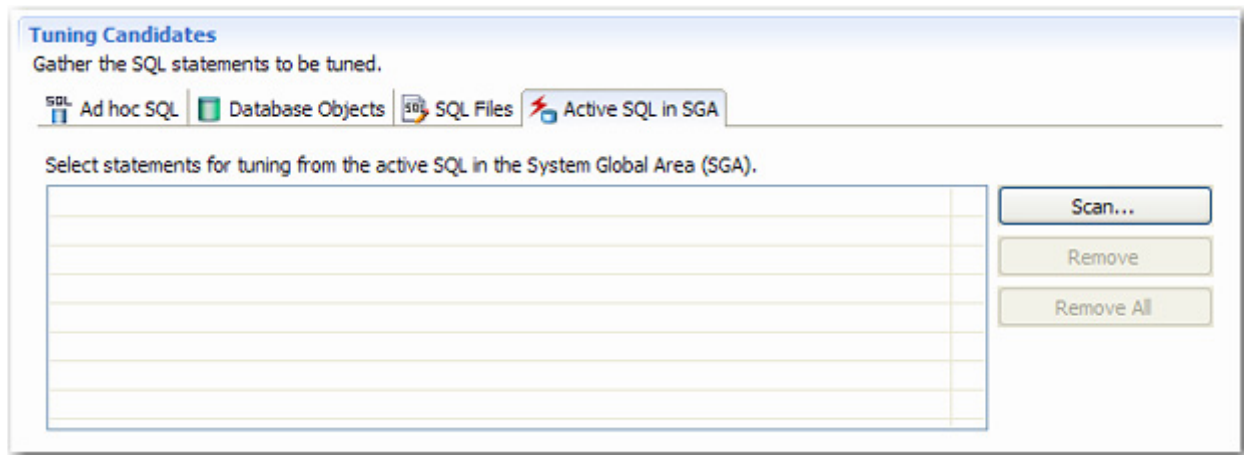 Tuning Candidates
Gather the SQL statements to be tuned.
SQL Ad hoc SQL Database Objects SQL SQL Files Active SQL in SGA
Select statements for tuning from the active SQL in the System Global Area (SGA).
Scan...
Remove
Remove All